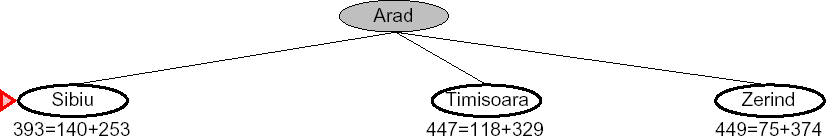 Arad
Sibiu Timisoara Zerind
393=140+253 447=118+329 449=75+374